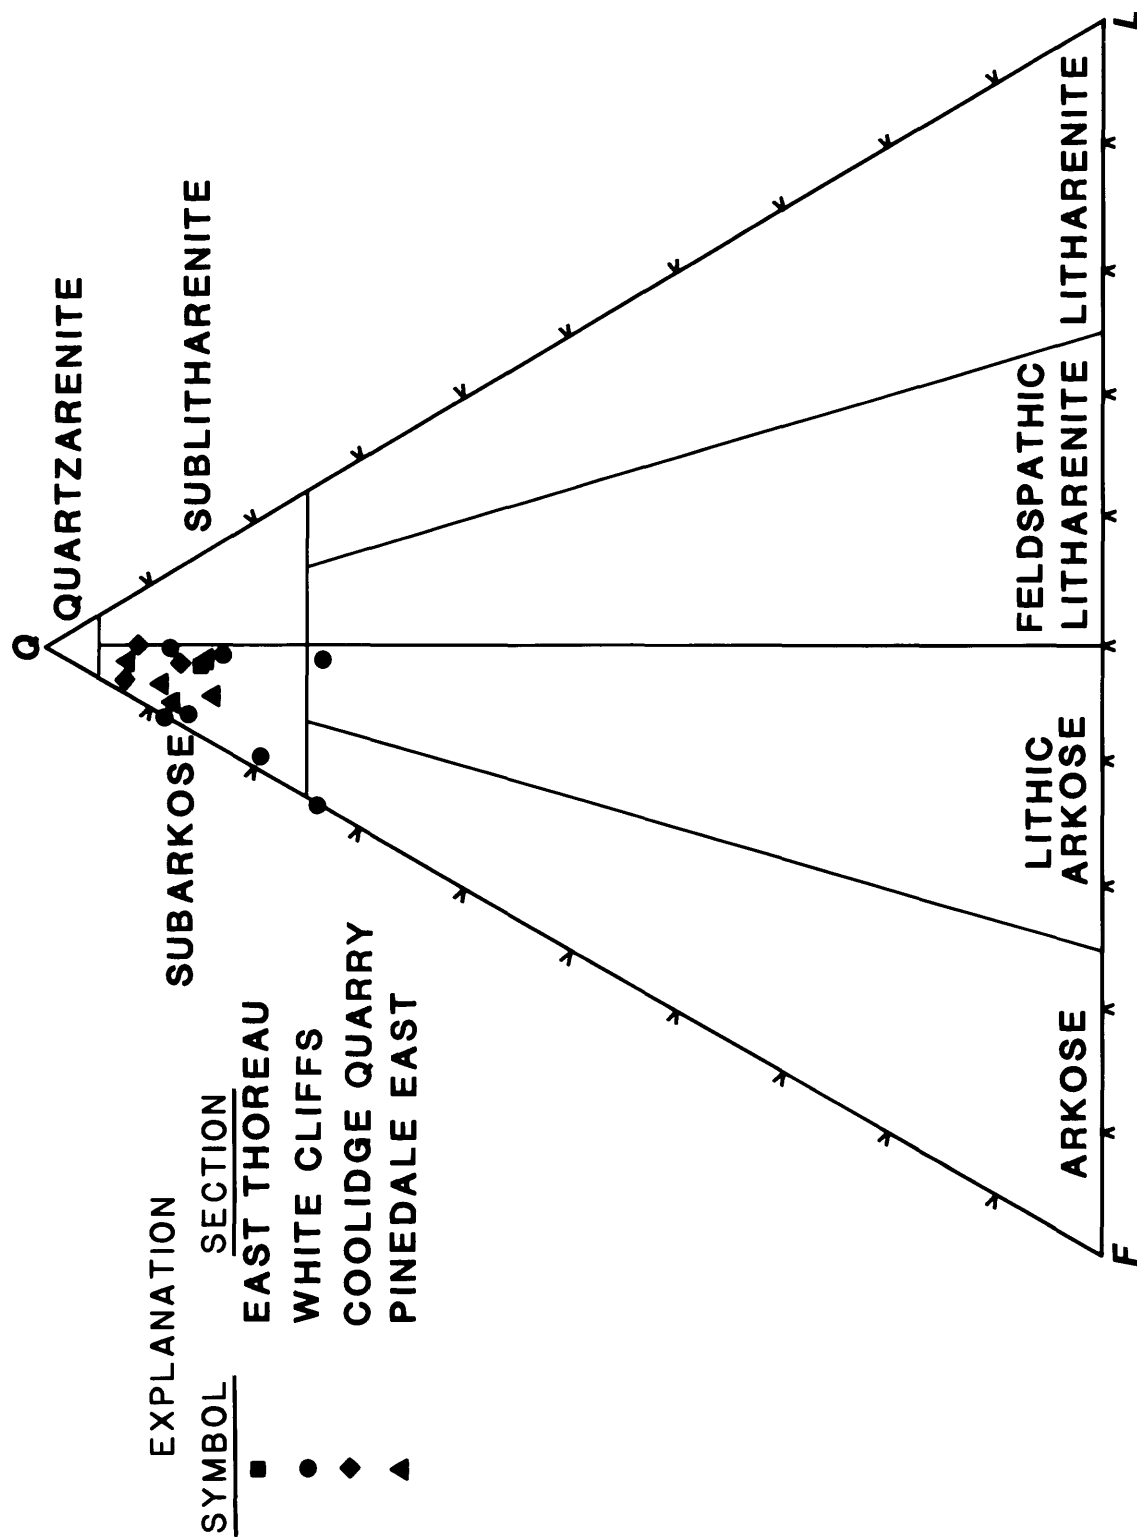 EXPLANATION
SYMBOL SECTION
EAST THOREAU
WHITE CLIFFS
COOLIDGE QUARRY
PINEDALE EAST
Q
QUARTZARENITE
SUBARKOSE
SUBLITHARENITE
ARKOSE
LITHIC
ARKOSE
FELDSPATHIC
LITHARENITE
LITHARENITE
F
L